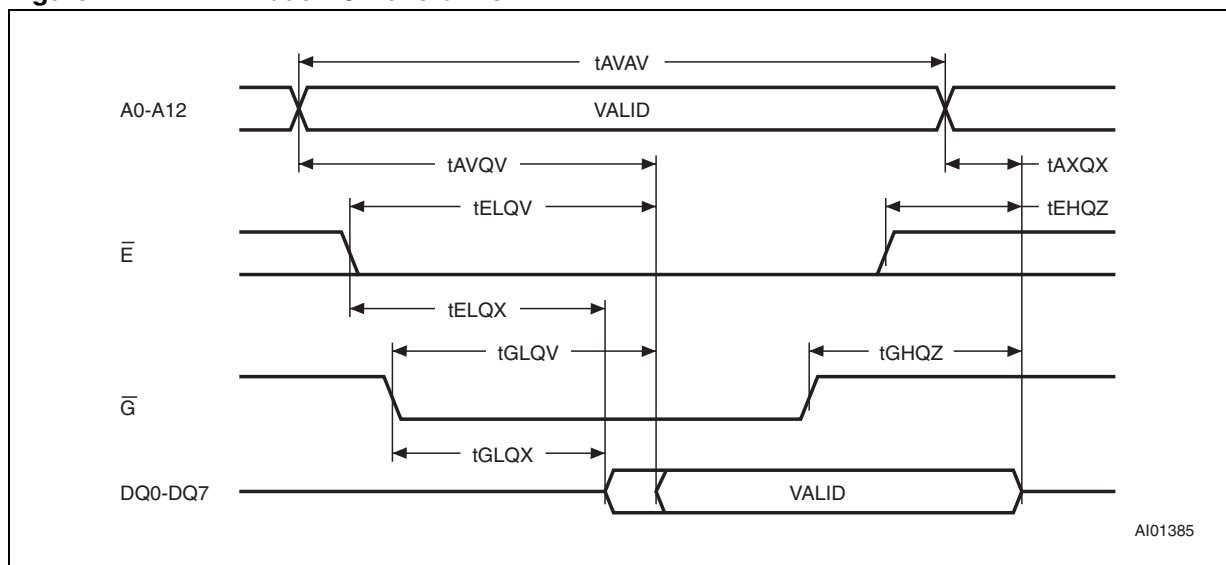 tAVAV
A0-A12
VALID
tAVQV
tAXQX
tELQV
tEHQZ
E̅
tELQX
tGLQV
tGHQZ
G̅
tGLQX
DQ0-DQ7
VALID
AI01385